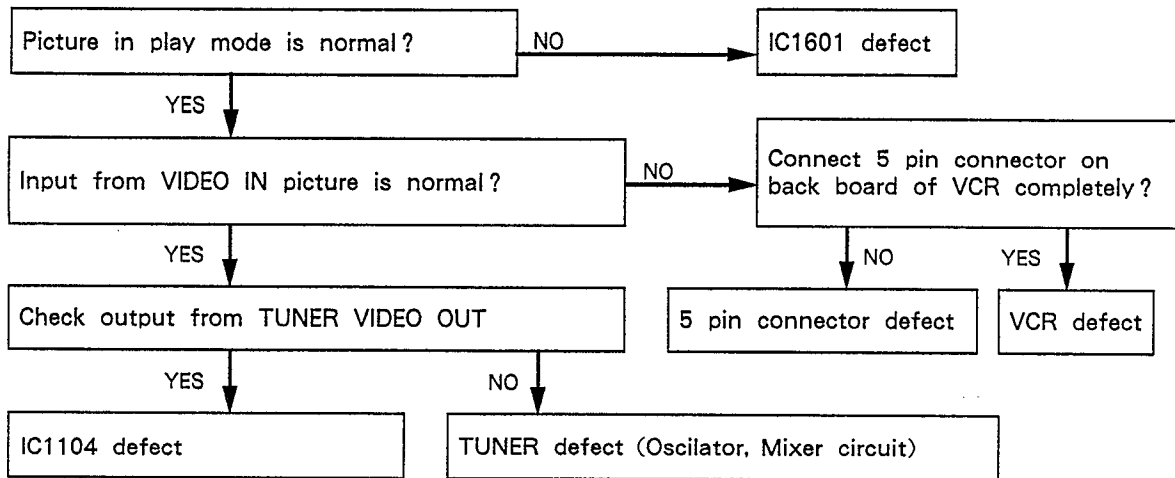 Picture in play mode is normal?
NO
IC1601 defect
YES
Input from VIDEO IN picture is normal?
NO
Connect 5 pin connector on
back board of VCR completely?
YES
NO
YES
Check output from TUNER VIDEO OUT
5 pin connector defect
VCR defect
YES
NO
IC1104 defect
TUNER defect (Oscilator, Mixer circuit)